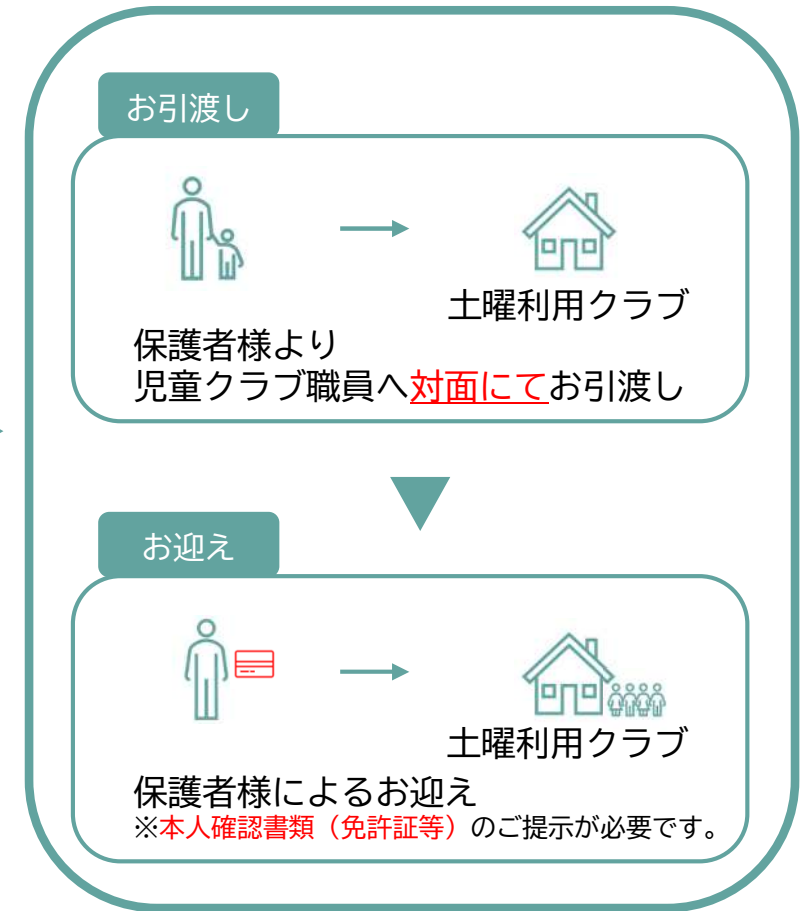 お引渡し
土曜利用クラブ
保護者様より
児童クラブ職員へ対面にてお引渡し
お迎え
土曜利用クラブ
保護者様によるお迎え
※本人確認書類（免許証等）のご提示が必要です。